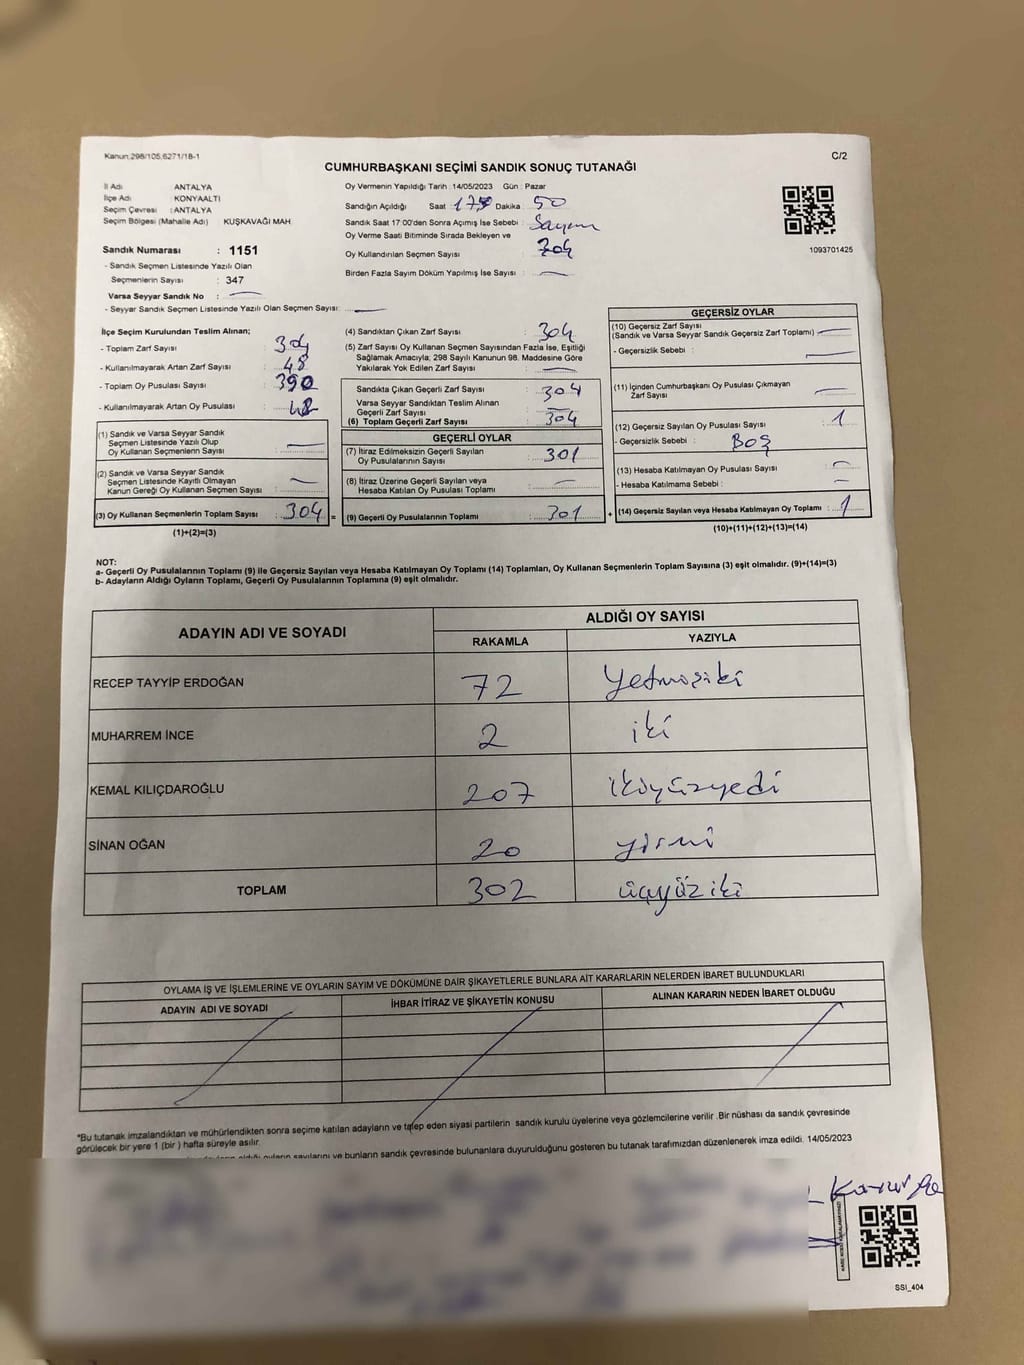 Kanun:298/105,6271/18-1
C/2
CUMHURBAŞKANI SEÇİMİ SANDIK SONUÇ TUTANAĞI
İl Adı ANTALYA
İlçe Adı : KONYAALTI
Seçim Çevresi : ANTALYA
Seçim Bölgesi (Mahalle Adı) : KUŞKAVAĞI MAH
Sandık Numarası : 1151
- Sandık Seçmen Listesinde Yazılı Olan
Seçmenlerin Sayısı : 347
Varsa Seyyar Sandık No :
- Seyyar Sandık Seçmen Listesinde Yazılı Olan Seçmen Sayısı:
Oy Vermenin Yapıldığı Tarih :14/05/2023 Gün : Pazar
Sandığın Açıldığı Saat 17 Dakika : 50
Sandık Saat 17:00'den Sonra Açımış İse Sebebi : Sayım
Oy Verme Saati Bitiminde Sırada Bekleyen ve
Oy Kullandırılan Seçmen Sayısı : 304
Birden Fazla Sayım Döküm Yapılmış İse Sayısı :
1093701425
İlçe Seçim Kurulundan Teslim Alınan;
- Toplam Zarf Sayısı :
- Kullanılmayarak Artan Zarf Sayısı : 48
- Toplam Oy Pusulası Sayısı : 390
- Kullanılmayarak Artan Oy Pusulası : 48
(1) Sandık ve Varsa Seyyar Sandık
Seçmen Listesinde Yazılı Olup
Oy Kullanan Seçmenlerin Sayısı :
(2) Sandık ve Varsa Seyyar Sandık
Seçmen Listesinde Kayıtlı Olmayan
Kanun Gereği Oy Kullanan Seçmen Sayısı :
(3) Oy Kullanan Seçmenlerin Toplam Sayısı : 304 =
(1)+(2)=(3)
(4) Sandıktan Çıkan Zarf Sayısı : 304
(5) Zarf Sayısı Oy Kullanan Seçmen Sayısından Fazla İse, Eşitliği
Sağlamak Amacıyla; 298 Sayılı Kanunun 98. Maddesine Göre
Yakılarak Yok Edilen Zarf Sayısı :
Sandıkta Çıkan Geçerli Zarf Sayısı : 304
Varsa Seyyar Sandıktan Teslim Alınan
Geçerli Zarf Sayısı :
(6) Toplam Geçerli Zarf Sayısı : 304
GEÇERLİ OYLAR
(7) İtiraz Edilmeksizin Geçerli Sayılan
Oy Pusulalarının Sayısı : 301
(8) İtiraz Üzerine Geçerli Sayılan veya
Hesaba Katılan Oy Pusulası Toplamı :
(9) Geçerli Oy Pusulalarının Toplamı : 301 +
GEÇERSİZ OYLAR
(10) Geçersiz Zarf Sayısı
(Sandık ve Varsa Seyyar Sandık Geçersiz Zarf Toplamı) :
- Geçersizlik Sebebi :
(11) İçinden Cumhurbaşkanı Oy Pusulası Çıkmayan
Zarf Sayısı :
(12) Geçersiz Sayılan Oy Pusulası Sayısı : 1
- Geçersizlik Sebebi : BOŞ
(13) Hesaba Katılmayan Oy Pusulası Sayısı :
- Hesaba Katılmama Sebebi :
(14) Geçersiz Sayılan veya Hesaba Katılmayan Oy Toplamı : 1
(10)+(11)+(12)+(13)=(14)
NOT:
a- Geçerli Oy Pusulalarının Toplamı (9) ile Geçersiz Sayılan veya Hesaba Katılmayan Oy Toplamı (14) Toplamları, Oy Kullanan Seçmenlerin Toplam Sayısına (3) eşit olmalıdır. (9)+(14)=(3)
b- Adayların Aldığı Oyların Toplamı, Geçerli Oy Pusulalarının Toplamına (9) eşit olmalıdır.
ADAYIN ADI VE SOYADI
ALDIĞI OY SAYISI
RAKAMLA YAZIYLA
RECEP TAYYİP ERDOĞAN 72 Yetmişiki
MUHARREM İNCE 2 iki
KEMAL KILIÇDAROĞLU 207 ikiyüzyedi
SİNAN OĞAN 20 yirmi
TOPLAM 302 üçyüziki
OYLAMA İŞ VE İŞLEMLERİNE VE OYLARIN SAYIM VE DÖKÜMÜNE DAİR ŞİKAYETLERLE BUNLARA AİT KARARLARIN NELERDEN İBARET BULUNDUKLARI
ADAYIN ADI VE SOYADI İHBAR İTİRAZ VE ŞİKAYETİN KONUSU ALINAN KARARIN NEDEN İBARET OLDUĞU
*Bu tutanak imzalandıktan ve mühürlendikten sonra seçime katılan adayların ve talep eden siyasi partilerin sandık kurulu üyelerine veya gözlemcilerine verilir .Bir nüshası da sandık çevresinde
görülecek bir yere 1 (bir ) hafta süreyle asılır.
oyların sayılarını ve bunların sandık çevresinde bulunanlara duyurulduğunu gösteren bu tutanak tarafımızdan düzenlenerek imza edildi. 14/05/2023
SSI_404